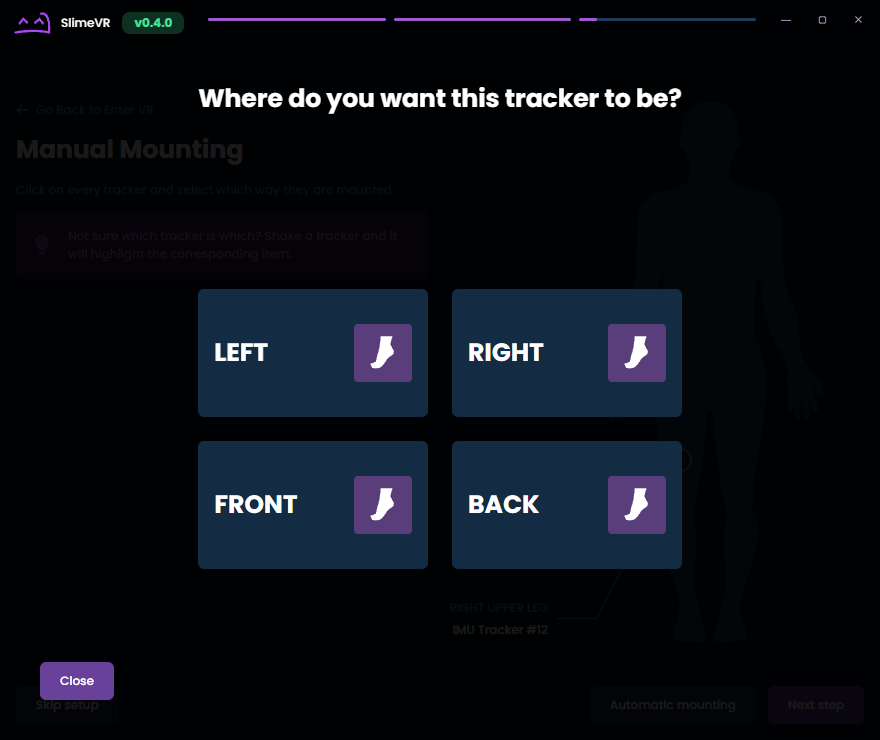 SlimeVR v0.4.0
Where do you want this tracker to be?
Go Back to Enter VR
Manual Mounting
Click on every tracker and select which way they are mounted
Not sure which tracker is which? Shake a tracker and it
will highlight the corresponding item.
LEFT
RIGHT
FRONT
BACK
RIGHT UPPER LEG
IMU Tracker #12
Close
Skip setup
Automatic mounting
Next step